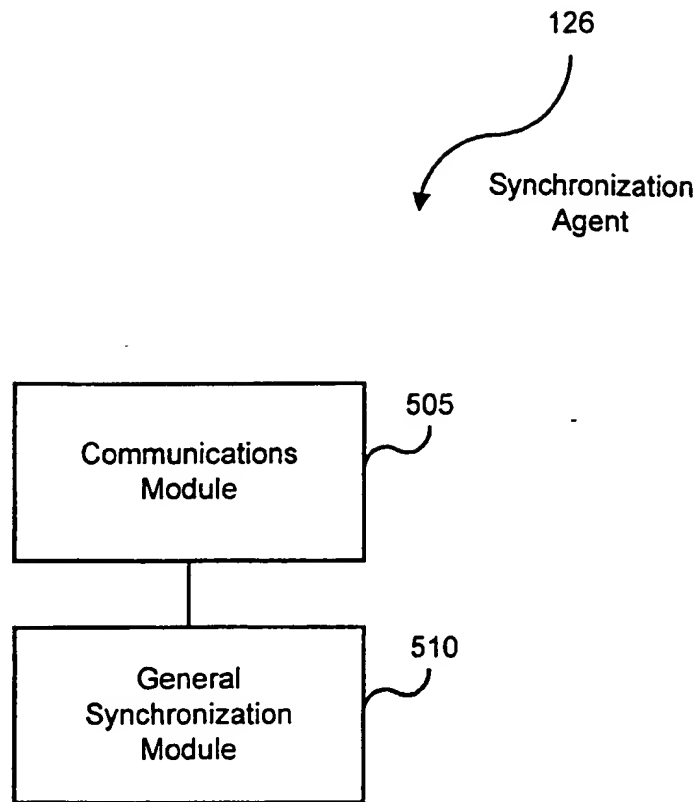 126
Synchronization
Agent
505
Communications
Module
510
General
Synchronization
Module